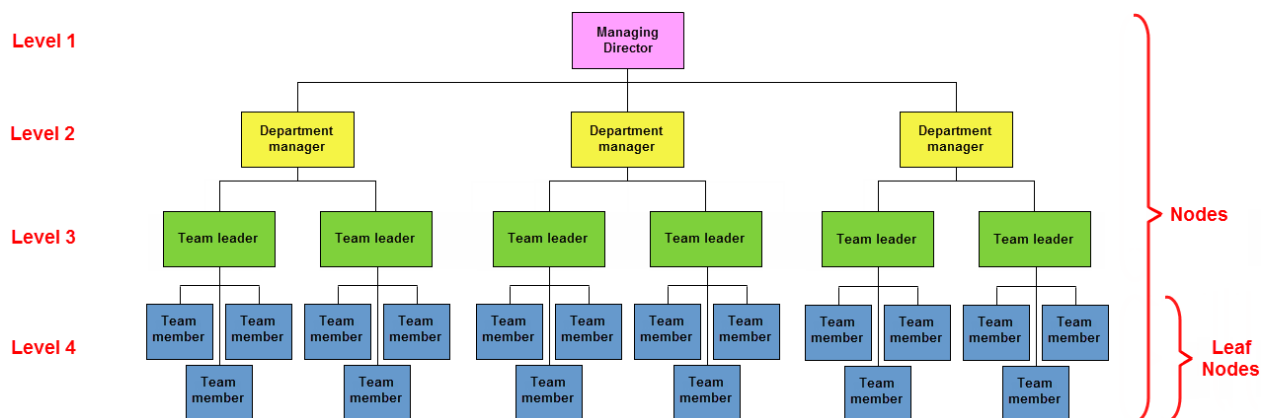 Level 1
Managing
Director
Level 2
Department
manager
Department
manager
Department
manager
Nodes
Level 3
Team leader
Team leader
Team leader
Team leader
Team leader
Team leader
Level 4
Team
member
Team
member
Team
member
Team
member
Team
member
Team
member
Team
member
Team
member
Team
member
Team
member
Team
member
Team
member
Leaf
Nodes
Team
member
Team
member
Team
member
Team
member
Team
member
Team
member